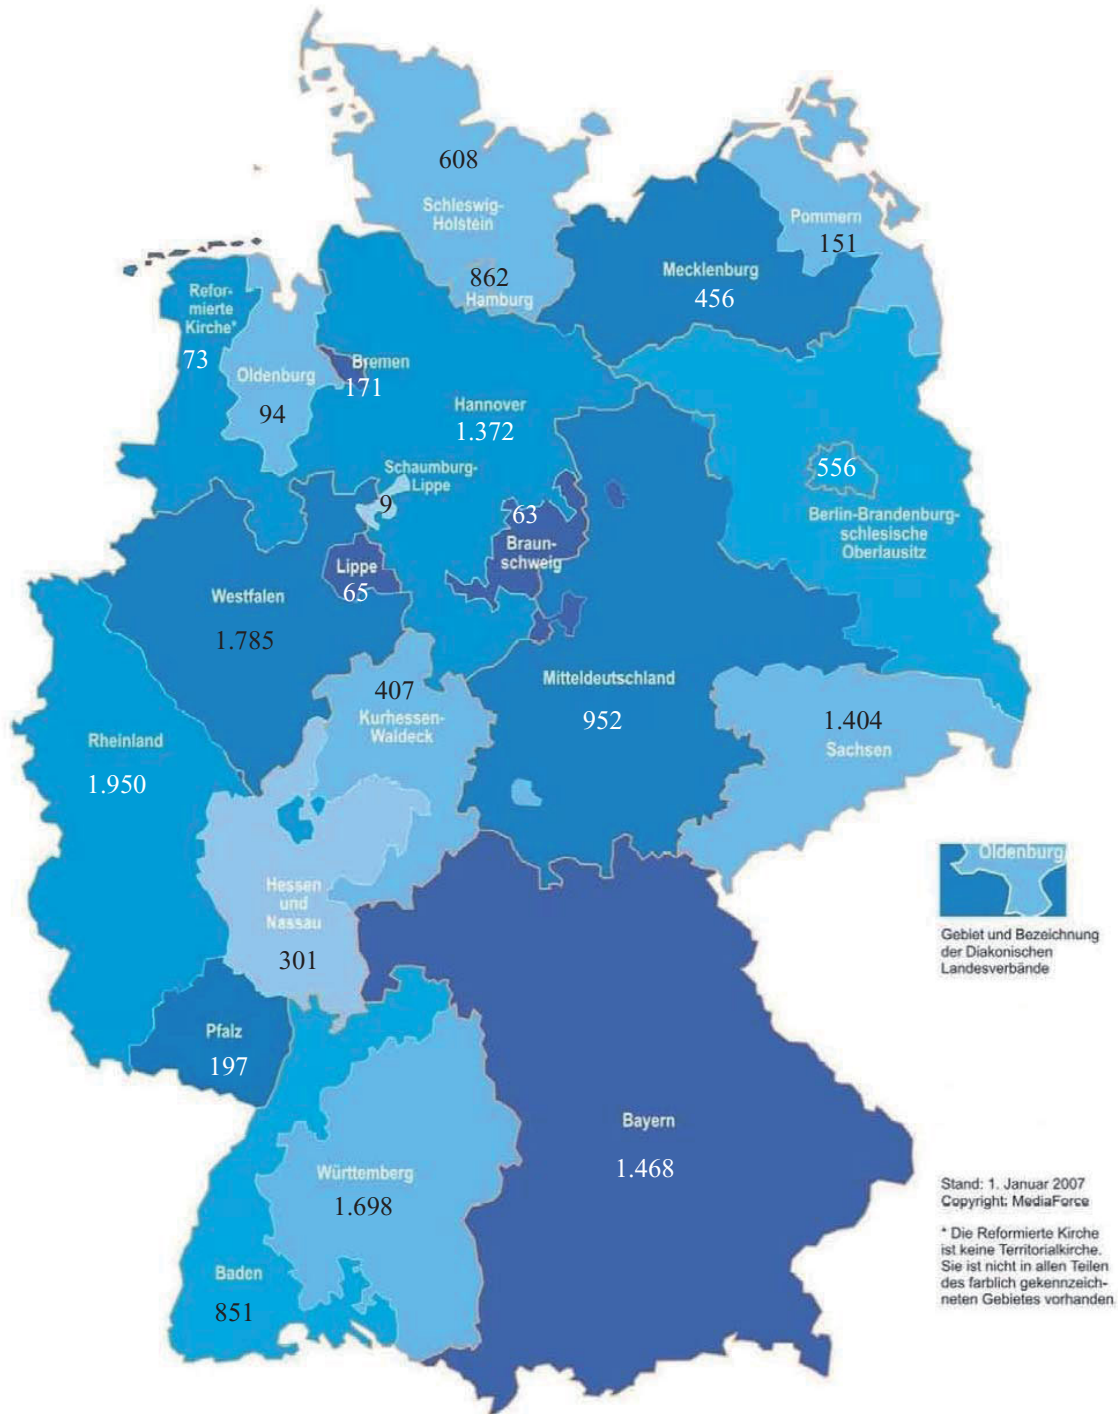 608
Schleswig-
Holstein
862
Hamburg
Pommern
151
Mecklenburg
456
Refor-
mierte
Kirche*
73
Oldenburg
94
Bremen
171
Hannover
1.372
Schaumburg-
Lippe
9
556
Berlin-Brandenburg-
schlesische
Oberlausitz
63
Braun-
schweig
Lippe
65
Westfalen
1.785
Mitteldeutschland
952
407
Kurhessen-
Waldeck
1.404
Sachsen
Rheinland
1.950
Hessen
und
Nassau
301
Oldenburg
Gebiet und Bezeichnung
der Diakonischen
Landesverbände
Pfalz
197
Bayern
1.468
Württemberg
1.698
Baden
851
Stand: 1. Januar 2007
Copyright: MediaForce
* Die Reformierte Kirche
ist keine Territorialkirche.
Sie ist nicht in allen Teilen
des farblich gekennzeich-
neten Gebietes vorhanden